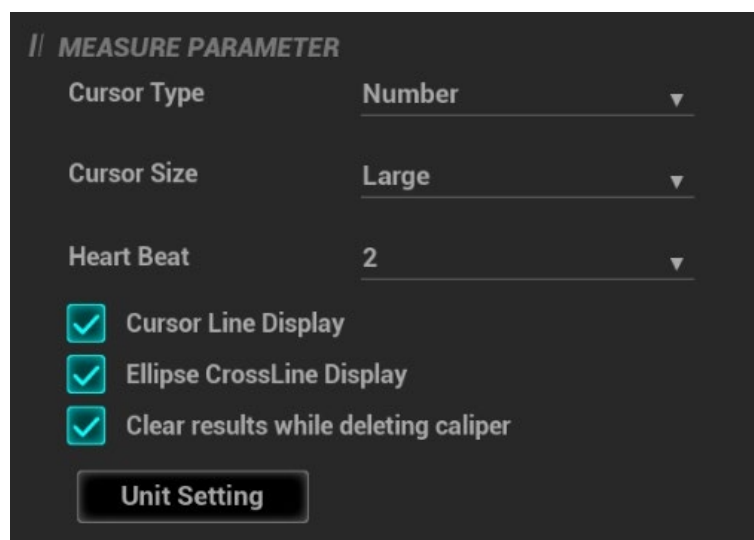 MEASURE PARAMETER
Cursor Type Number
Cursor Size Large
Heart Beat 2
Cursor Line Display
Ellipse CrossLine Display
Clear results while deleting caliper
Unit Setting